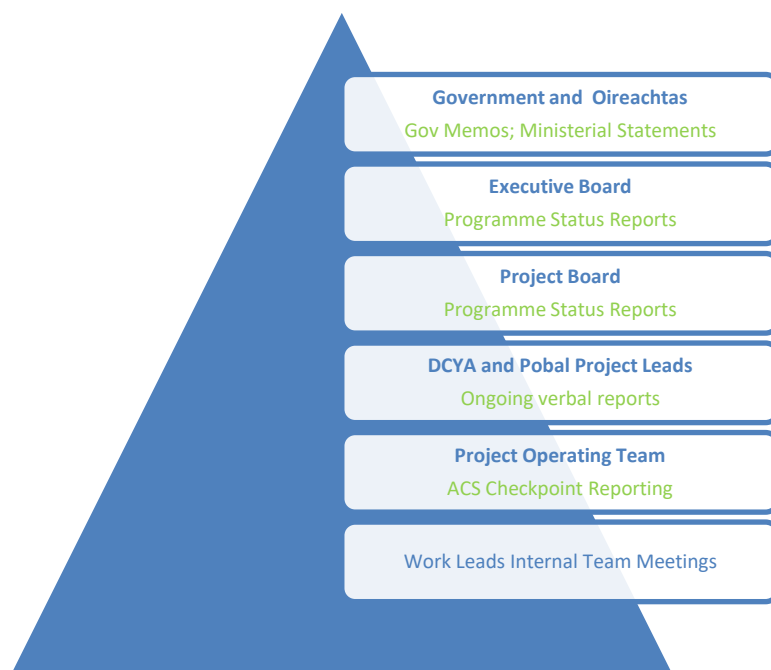 Government and Oireachtas
Gov Memos; Ministerial Statements
Executive Board
Programme Status Reports
Project Board
Programme Status Reports
DCYA and Pobal Project Leads
Ongoing verbal reports
Project Operating Team
ACS Checkpoint Reporting
Work Leads Internal Team Meetings